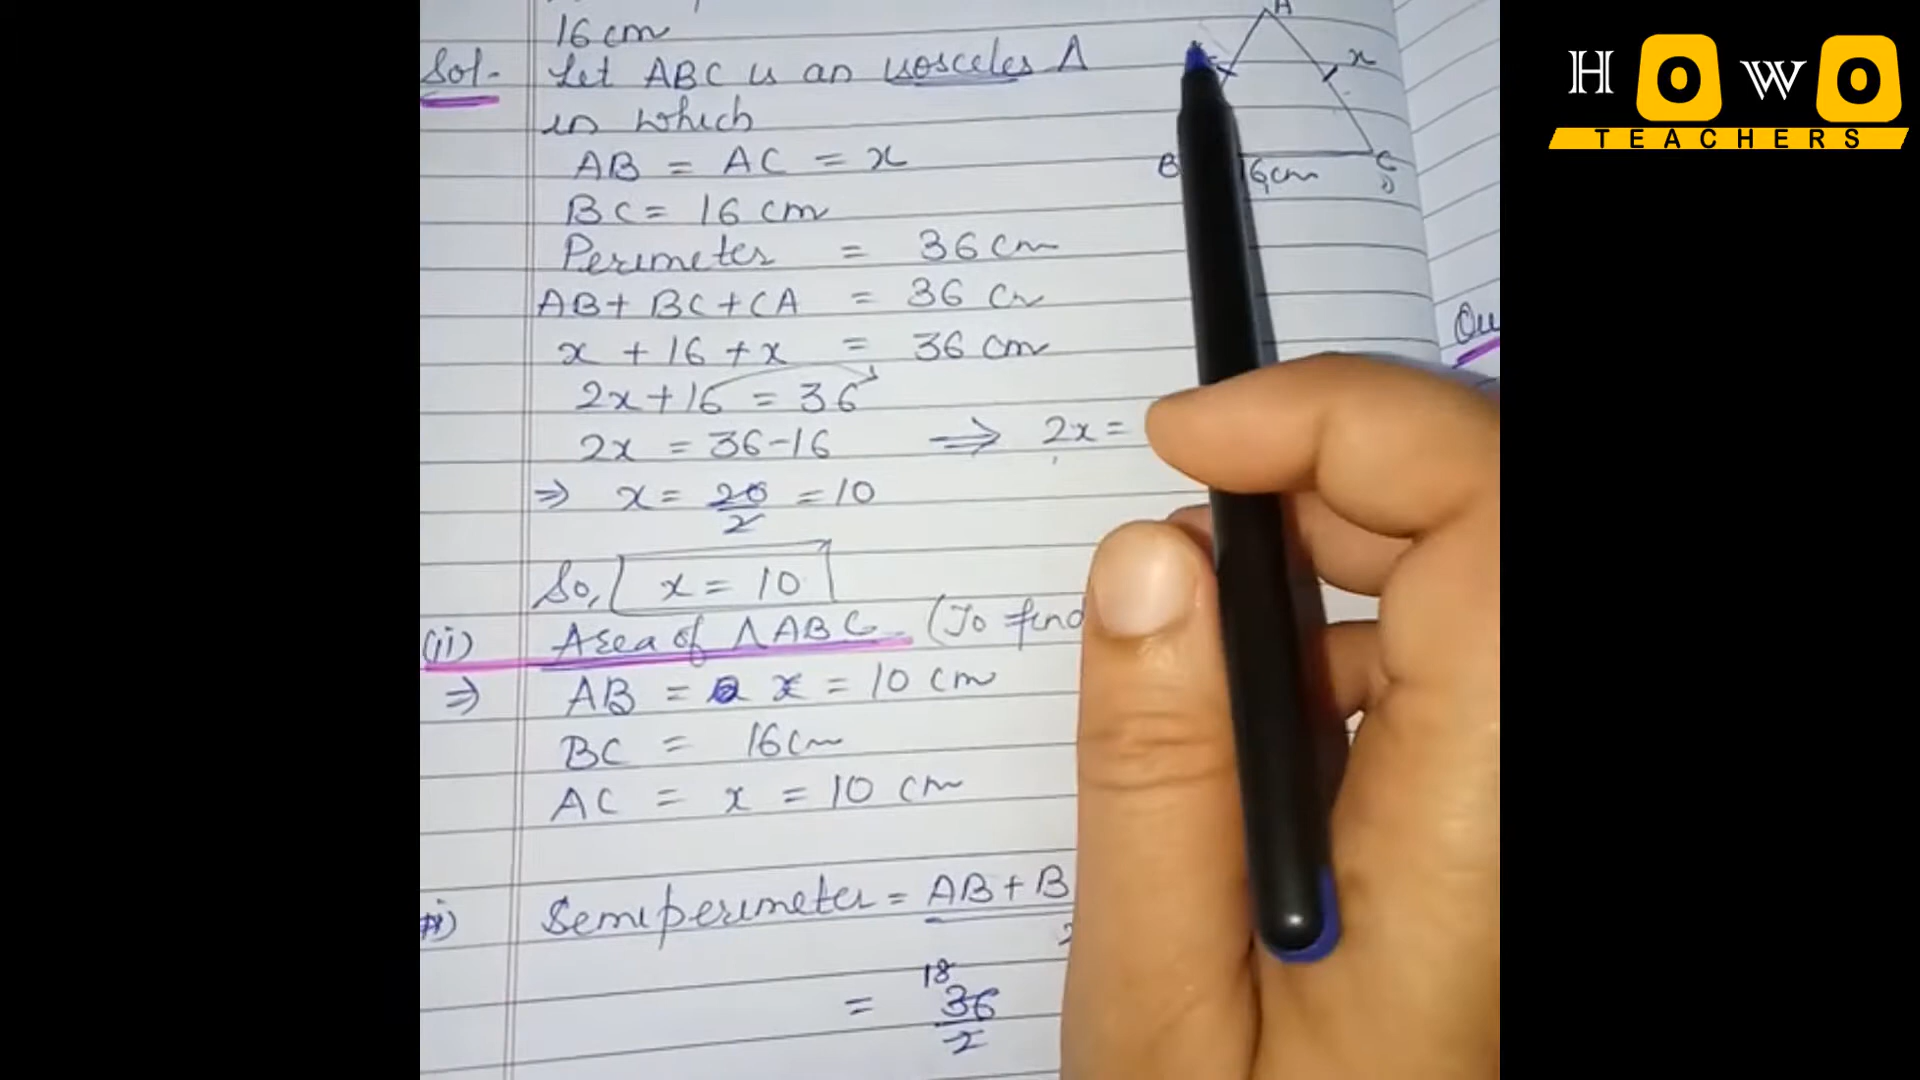 16 cm
Sol- Let ABC is an isosceles Δ
in which
AB = AC = x
BC = 16 cm
Perimeter = 36 cm
AB + BC + CA = 36 cm
x + 16 + x = 36 cm
2x + 16 = 36
2x = 36 - 16 ⇒ 2x =
⇒ x = 20/2 = 10
So, x = 10
(ii) Area of ΔABC (To find
⇒ AB = x = 10 cm
BC = 16 cm
AC = x = 10 cm
Semiperimeter = AB + B
2
18
= 36/2
A
x
B 16cm C
Qu
HOWO
TEACHERS